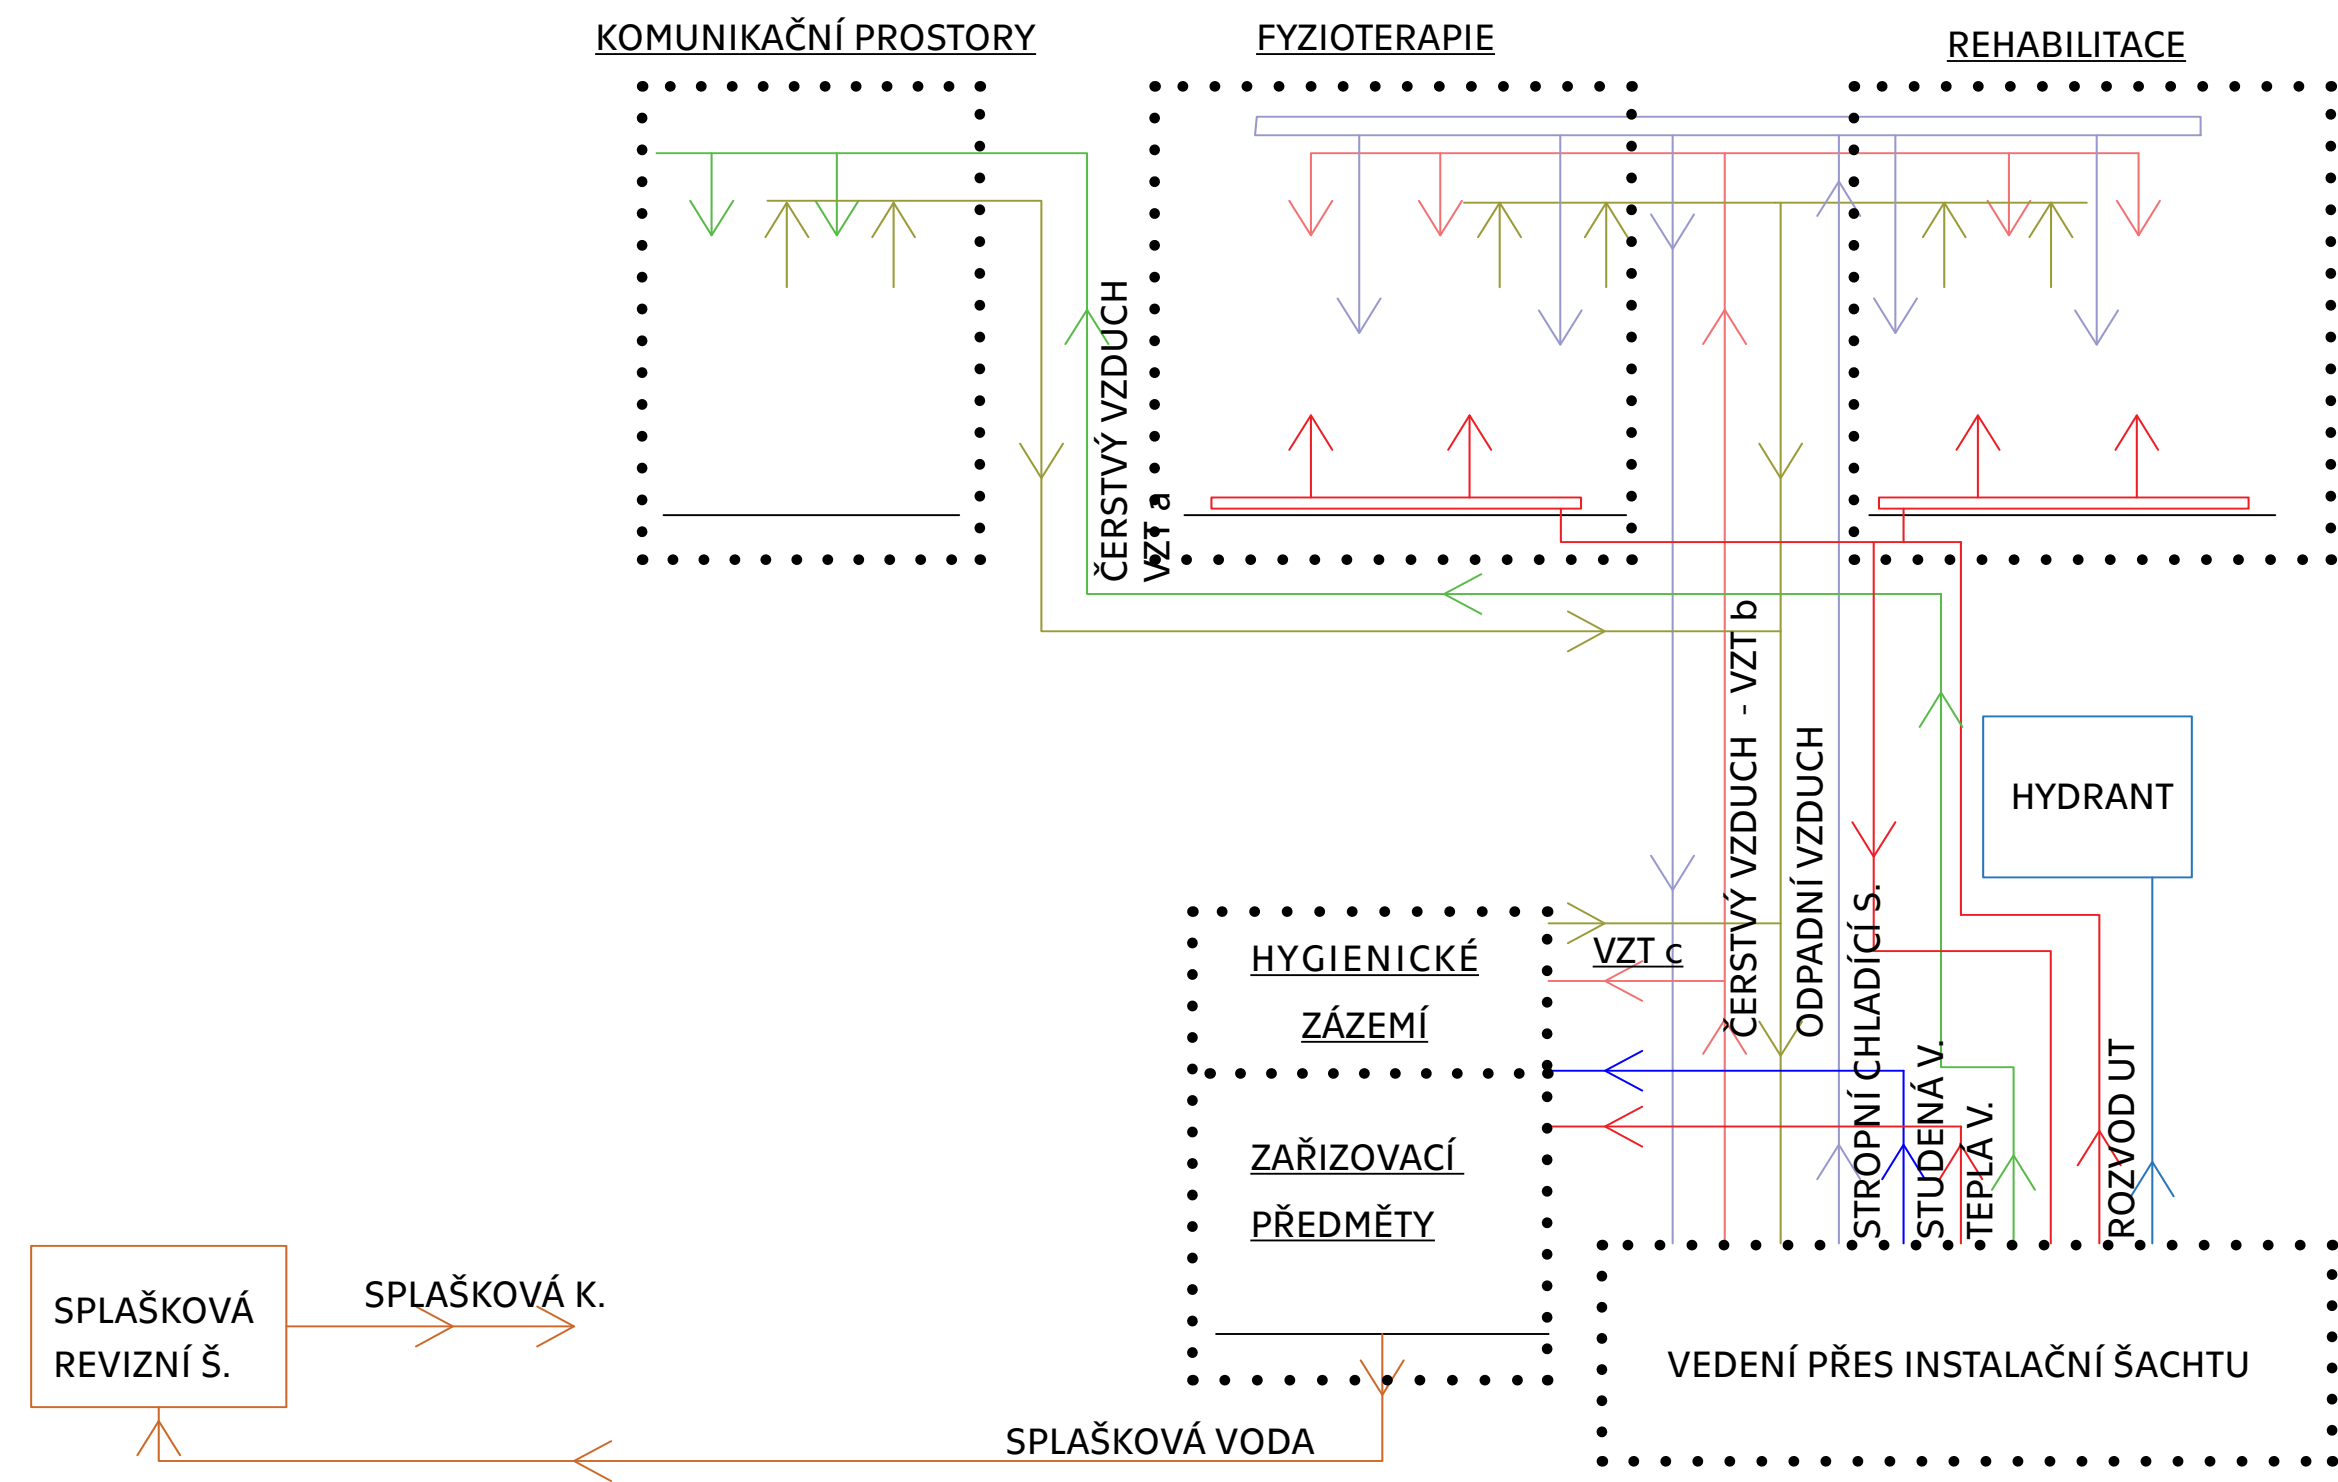 KOMUNIKAČNÍ PROSTORY
FYZIOTERAPIE
REHABILITACE
ČERSTVÝ VZDUCH
VZT a
ČERSTVÝ VZDUCH - VZT b
ODPADNÍ VZDUCH
STROPNÍ CHLADÍCÍ S.
STUDENÁ V.
TEPLÁ V.
ROZVOD UT
HYDRANT
VZT c
HYGIENICKÉ
ZÁZEMÍ
ZAŘIZOVACÍ
PŘEDMĚTY
SPLAŠKOVÁ
REVIZNÍ Š.
SPLAŠKOVÁ K.
SPLAŠKOVÁ VODA
VEDENÍ PŘES INSTALAČNÍ ŠACHTU